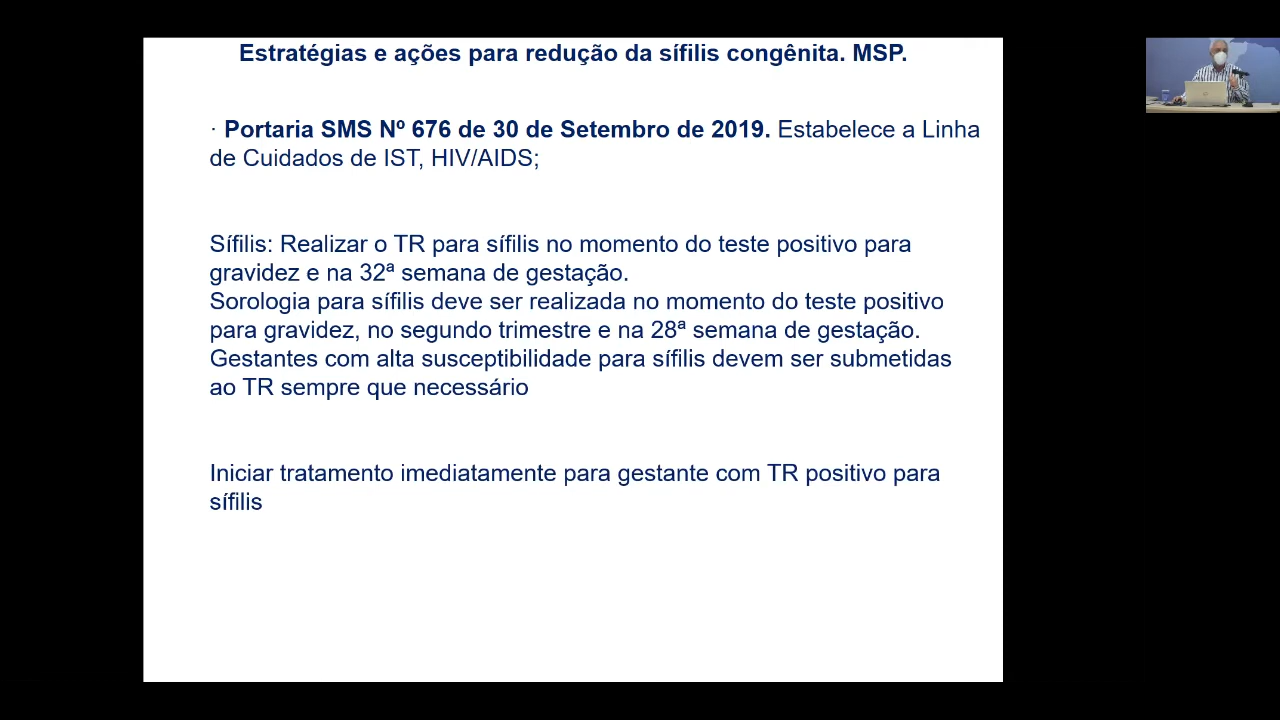 Estratégias e ações para redução da sífilis congênita. MSP.
· Portaria SMS Nº 676 de 30 de Setembro de 2019. Estabelece a Linha
de Cuidados de IST, HIV/AIDS;
Sífilis: Realizar o TR para sífilis no momento do teste positivo para
gravidez e na 32ª semana de gestação.
Sorologia para sífilis deve ser realizada no momento do teste positivo
para gravidez, no segundo trimestre e na 28ª semana de gestação.
Gestantes com alta susceptibilidade para sífilis devem ser submetidas
ao TR sempre que necessário
Iniciar tratamento imediatamente para gestante com TR positivo para
sífilis